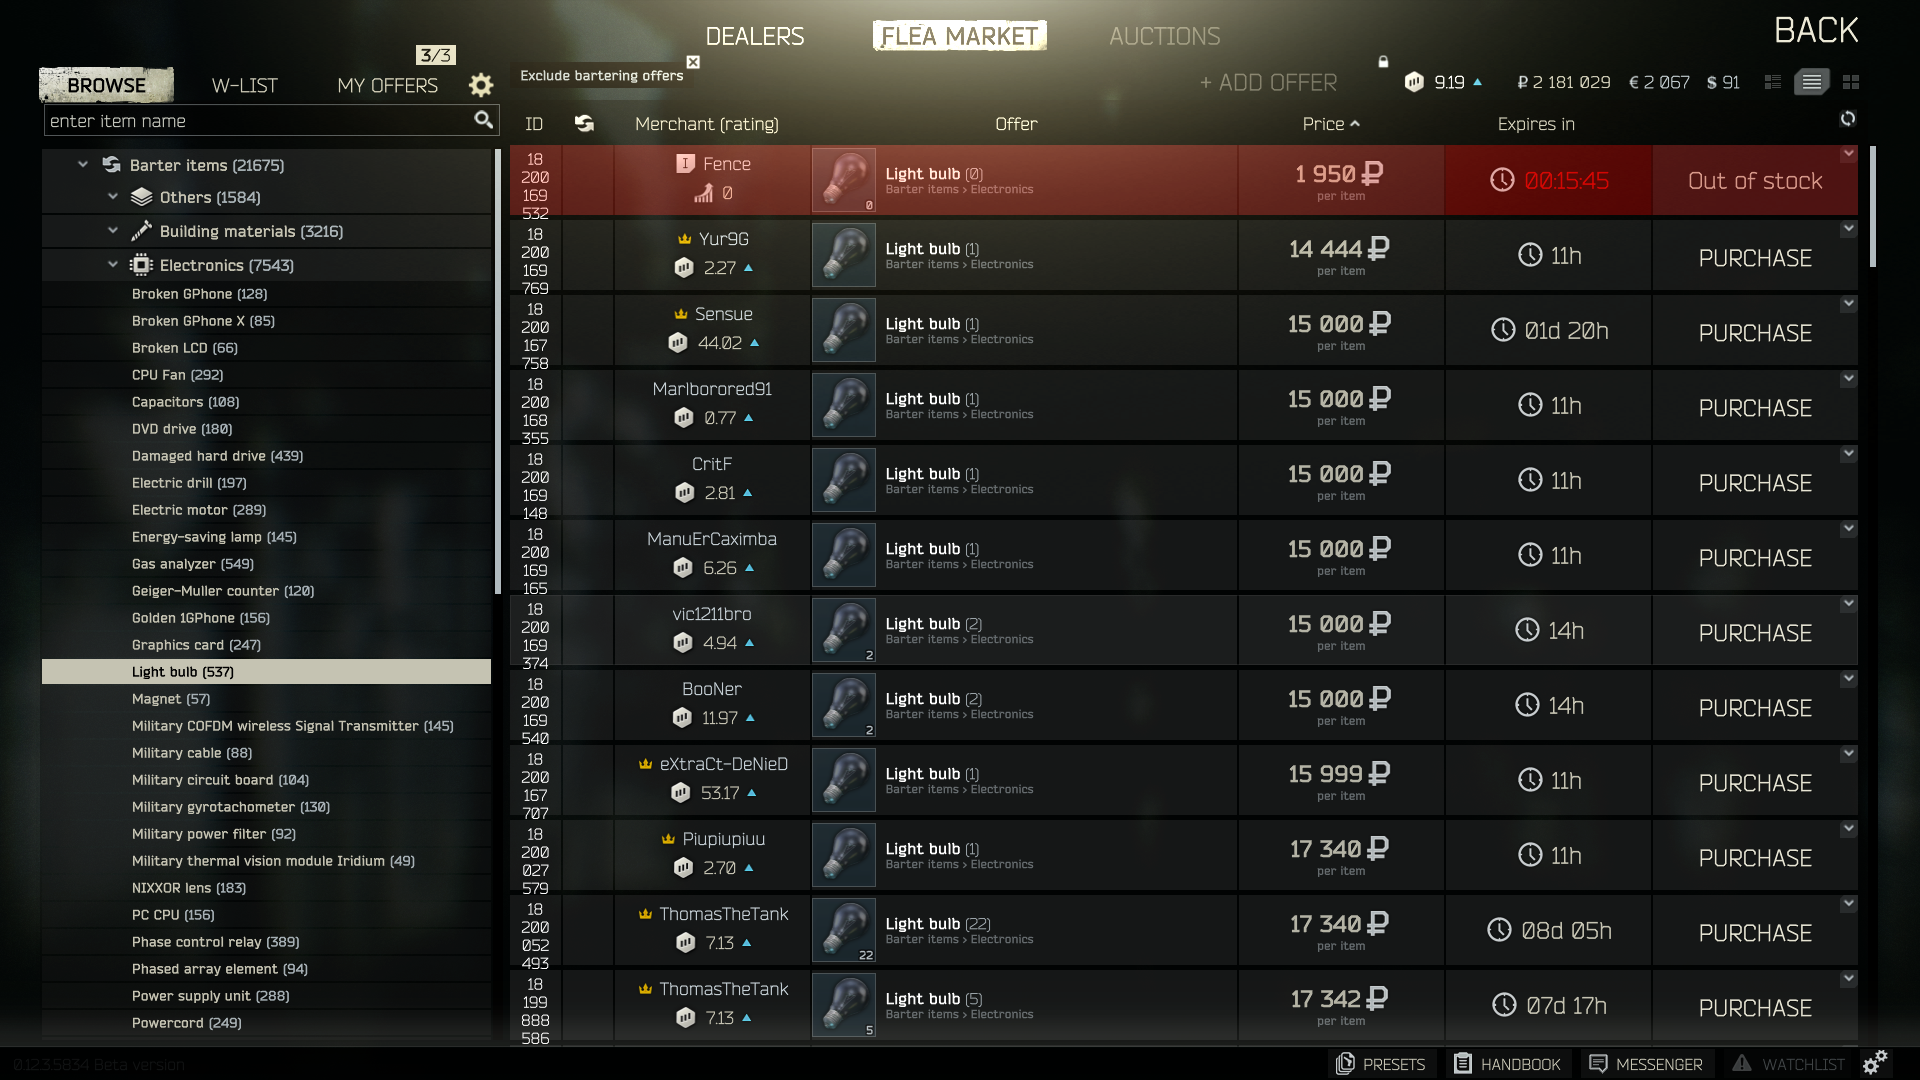 DEALERS
FLEA MARKET
AUCTIONS
BACK
3/3
BROWSE
W-LIST
MY OFFERS
Exclude bartering offers
+ ADD OFFER
9.19
₽ 2 181 029
€ 2 067
$ 91
enter item name
ID
Merchant (rating)
Offer
Price
Expires in
Barter items (21675)
Others (1584)
Building materials (3216)
Electronics (7543)
Broken GPhone (128)
Broken GPhone X (85)
Broken LCD (66)
CPU Fan (292)
Capacitors (108)
DVD drive (180)
Damaged hard drive (439)
Electric drill (197)
Electric motor (289)
Energy-saving lamp (145)
Gas analyzer (549)
Geiger-Muller counter (120)
Golden 1GPhone (156)
Graphics card (247)
Light bulb (537)
Magnet (57)
Military COFDM wireless Signal Transmitter (145)
Military cable (88)
Military circuit board (104)
Military gyrotachometer (130)
Military power filter (92)
Military thermal vision module Iridium (49)
NIXXOR lens (183)
PC CPU (156)
Phase control relay (389)
Phased array element (94)
Power supply unit (288)
Powercord (249)
18
200
169
532
I Fence
0
0
Light bulb (0)
Barter items > Electronics
1 950 ₽
per item
00:15:45
Out of stock
18
200
169
769
Yur9G
2.27
Light bulb (1)
Barter items > Electronics
14 444 ₽
per item
11h
PURCHASE
18
200
167
758
Sensue
44.02
Light bulb (1)
Barter items > Electronics
15 000 ₽
per item
01d 20h
PURCHASE
18
200
168
355
Marlborored91
0.77
Light bulb (1)
Barter items > Electronics
15 000 ₽
per item
11h
PURCHASE
18
200
169
148
CritF
2.81
Light bulb (1)
Barter items > Electronics
15 000 ₽
per item
11h
PURCHASE
18
200
169
165
ManuErCaximba
6.26
Light bulb (1)
Barter items > Electronics
15 000 ₽
per item
11h
PURCHASE
18
200
169
374
vic1211bro
4.94
2
Light bulb (2)
Barter items > Electronics
15 000 ₽
per item
14h
PURCHASE
18
200
169
540
BooNer
11.97
2
Light bulb (2)
Barter items > Electronics
15 000 ₽
per item
14h
PURCHASE
18
200
167
707
eXtraCt-DeNieD
53.17
Light bulb (1)
Barter items > Electronics
15 999 ₽
per item
11h
PURCHASE
18
200
027
579
Piupiupiuu
2.70
Light bulb (1)
Barter items > Electronics
17 340 ₽
per item
11h
PURCHASE
18
200
052
493
ThomasTheTank
7.13
22
Light bulb (22)
Barter items > Electronics
17 340 ₽
per item
08d 05h
PURCHASE
18
199
888
586
ThomasTheTank
7.13
5
Light bulb (5)
Barter items > Electronics
17 342 ₽
per item
07d 17h
PURCHASE
0.12.3.5834 Beta version
PRESETS
HANDBOOK
MESSENGER
WATCHLIST